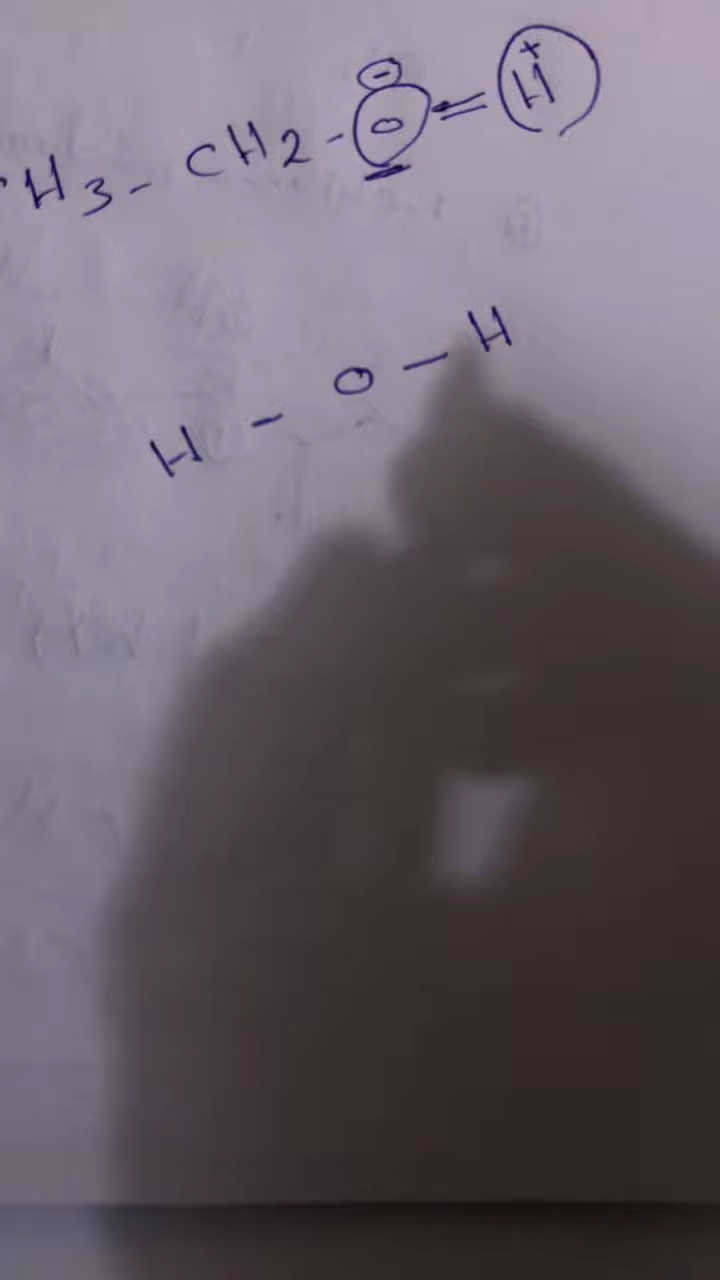 H3 - CH2 - O⊖ = H+
H - O - H